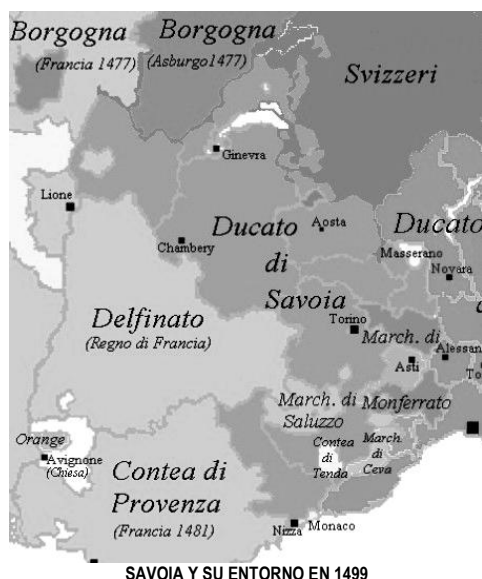 Borgogna
(Francia 1477)
Borgogna
(Asburgo1477)
Svizzeri
Ginevra
Lione
Chambery
Ducato
di
Savoia
Aosta
Ducato
Masserano
Novara
Delfinato
(Regno di Francia)
Torino
March. di
Monferrato
Asti
Alessan
To
March. di
Saluzzo
Contea
di
Tenda
March.
di
Ceva
Orange
Avignone
(Chiesa)
Contea di
Provenza
(Francia 1481)
Nizza
Monaco
SAVOIA Y SU ENTORNO EN 1499